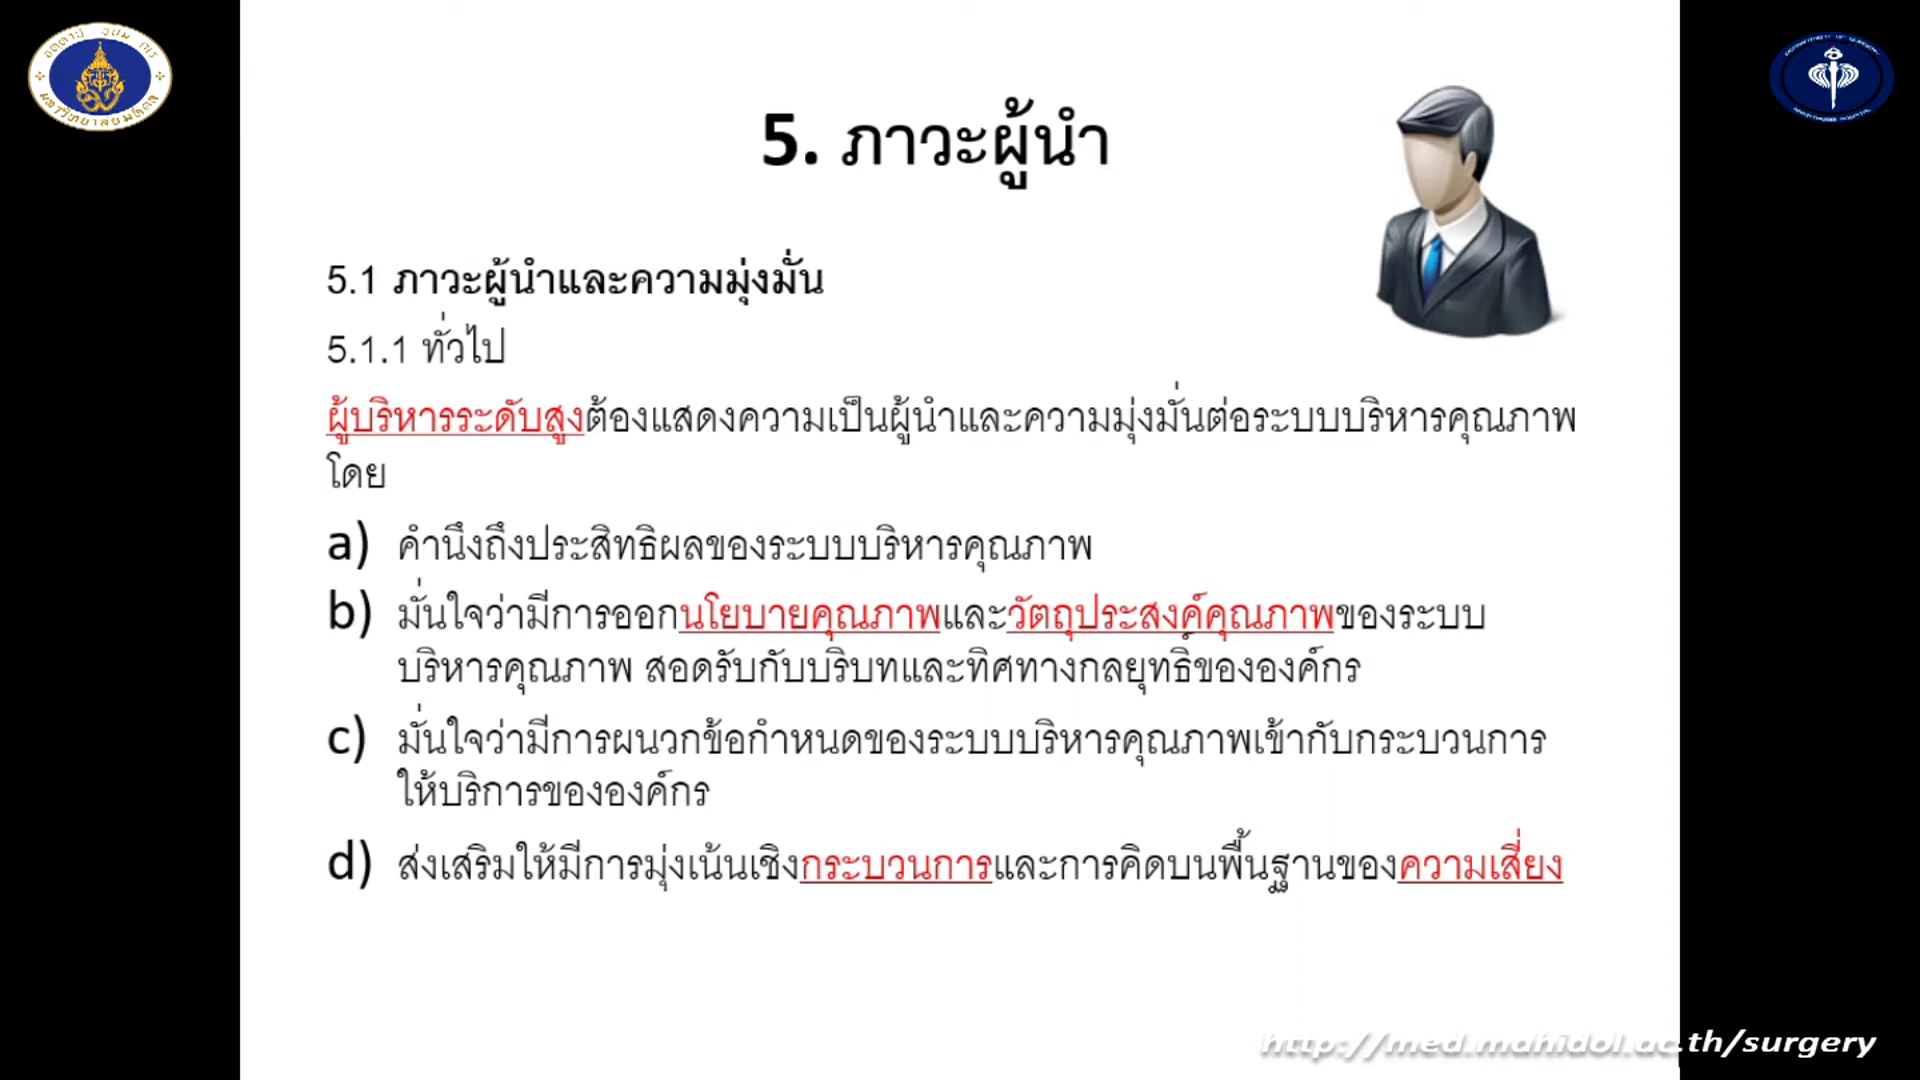 5. ภาวะผู้นำ
5.1 ภาวะผู้นำและความมุ่งมั่น
5.1.1 ทั่วไป
ผู้บริหารระดับสูงต้องแสดงความเป็นผู้นำและความมุ่งมั่นต่อระบบบริหารคุณภาพ
โดย
a) คำนึงถึงประสิทธิผลของระบบบริหารคุณภาพ
b) มั่นใจว่ามีการออกนโยบายคุณภาพและวัตถุประสงค์คุณภาพของระบบ
บริหารคุณภาพ สอดรับกับบริบทและทิศทางกลยุทธิ์ขององค์กร
c) มั่นใจว่ามีการผนวกข้อกำหนดของระบบบริหารคุณภาพเข้ากับกระบวนการ
ให้บริการขององค์กร
d) ส่งเสริมให้มีการมุ่งเน้นเชิงกระบวนการและการคิดบนพื้นฐานของความเสี่ยง
http://med.mahidol.ac.th/surgery